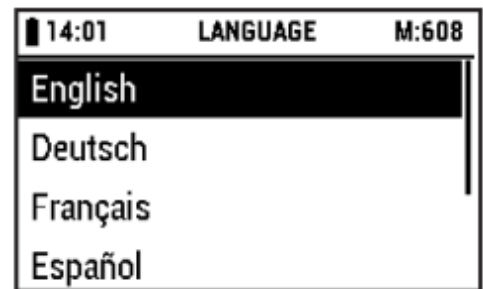 14:01 LANGUAGE M:608
English
Deutsch
Français
Español